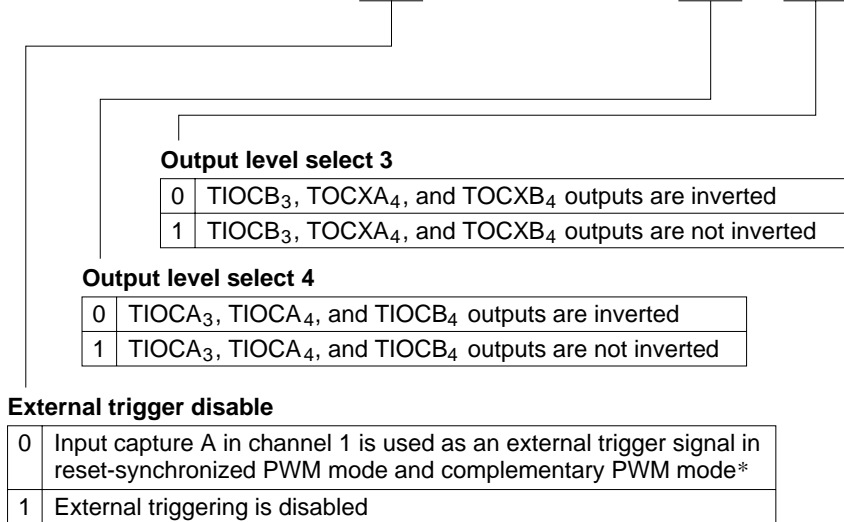 Output level select 3
0 TIOCB₃, TOCXA₄, and TOCXB₄ outputs are inverted
1 TIOCB₃, TOCXA₄, and TOCXB₄ outputs are not inverted
Output level select 4
0 TIOCA₃, TIOCA₄, and TIOCB₄ outputs are inverted
1 TIOCA₃, TIOCA₄, and TIOCB₄ outputs are not inverted
External trigger disable
0 Input capture A in channel 1 is used as an external trigger signal in
reset-synchronized PWM mode and complementary PWM mode*
1 External triggering is disabled